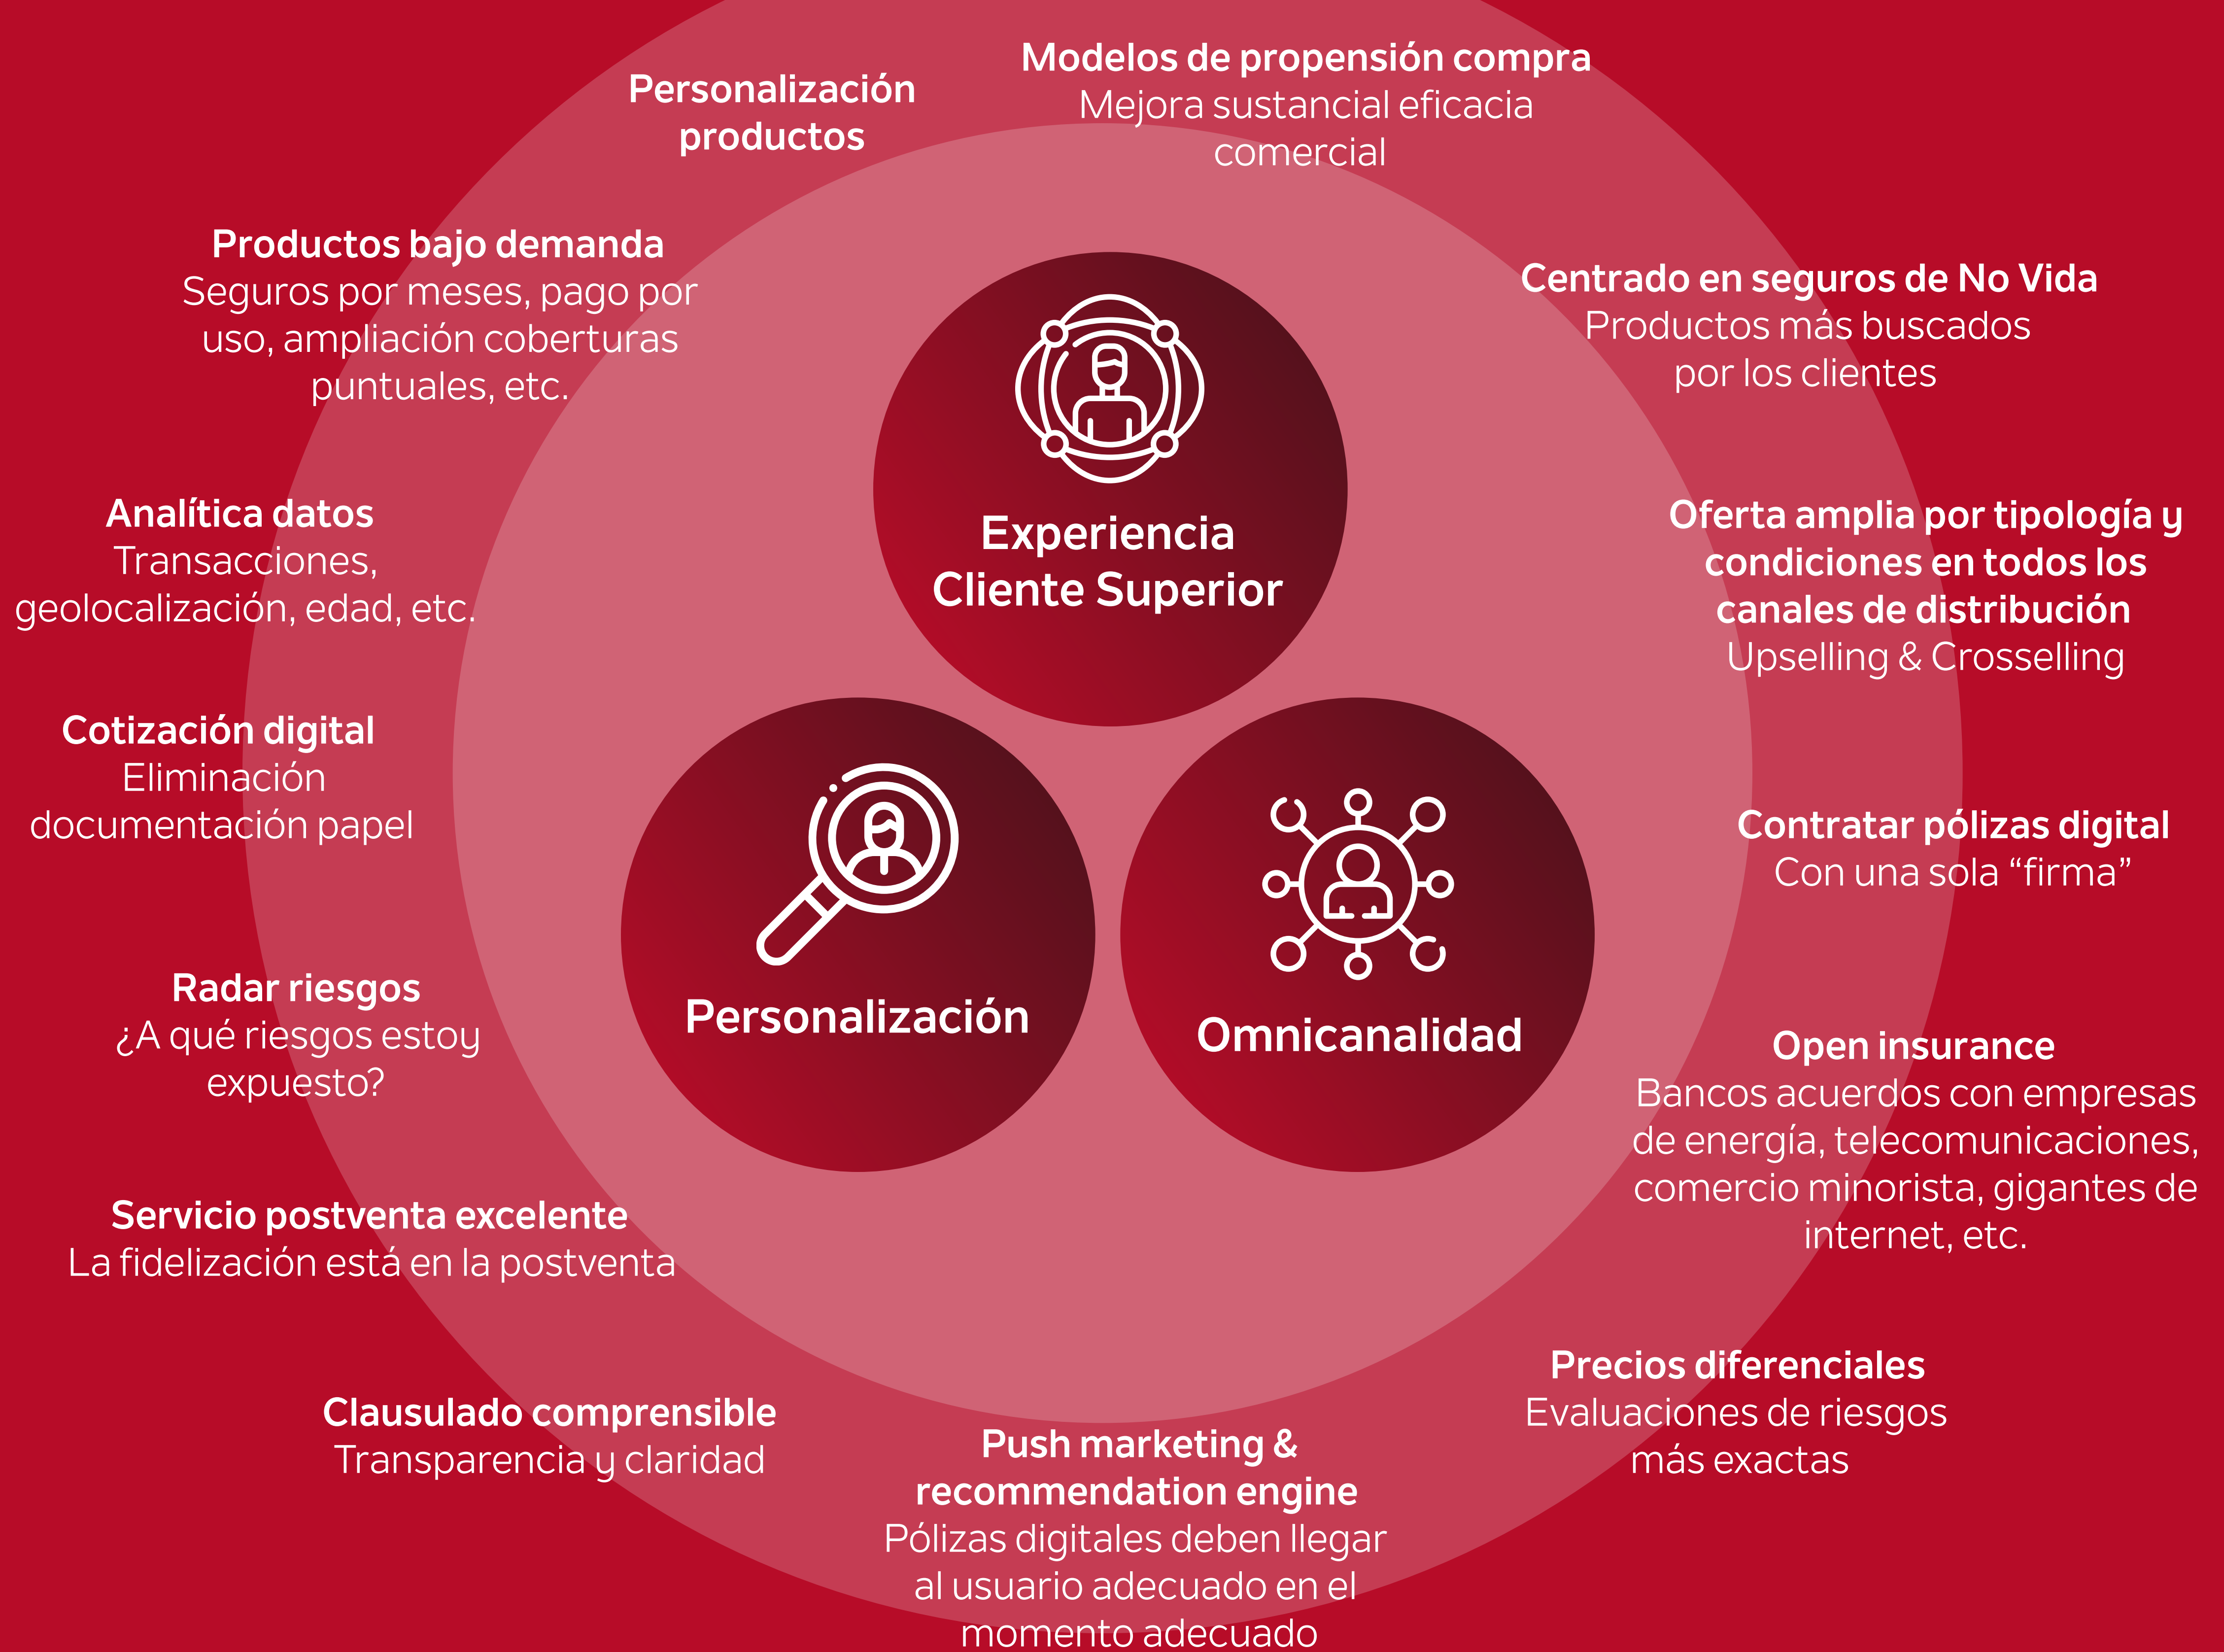 Personalización
productos
Modelos de propensión compra
Mejora sustancial eficacia
comercial
Productos bajo demanda
Seguros por meses, pago por
uso, ampliación coberturas
puntuales, etc.
Centrado en seguros de No Vida
Productos más buscados
por los clientes
Analítica datos
Transacciones,
geolocalización, edad, etc.
Experiencia
Cliente Superior
Oferta amplia por tipología y
condiciones en todos los
canales de distribución
Upselling & Crosselling
Cotización digital
Eliminación
documentación papel
Contratar pólizas digital
Con una sola “firma”
Radar riesgos
¿A qué riesgos estoy
expuesto?
Personalización
Omnicanalidad
Open insurance
Bancos acuerdos con empresas
de energía, telecomunicaciones,
comercio minorista, gigantes de
internet, etc.
Servicio postventa excelente
La fidelización está en la postventa
Clausulado comprensible
Transparencia y claridad
Push marketing &
recommendation engine
Pólizas digitales deben llegar
al usuario adecuado en el
momento adecuado
Precios diferenciales
Evaluaciones de riesgos
más exactas